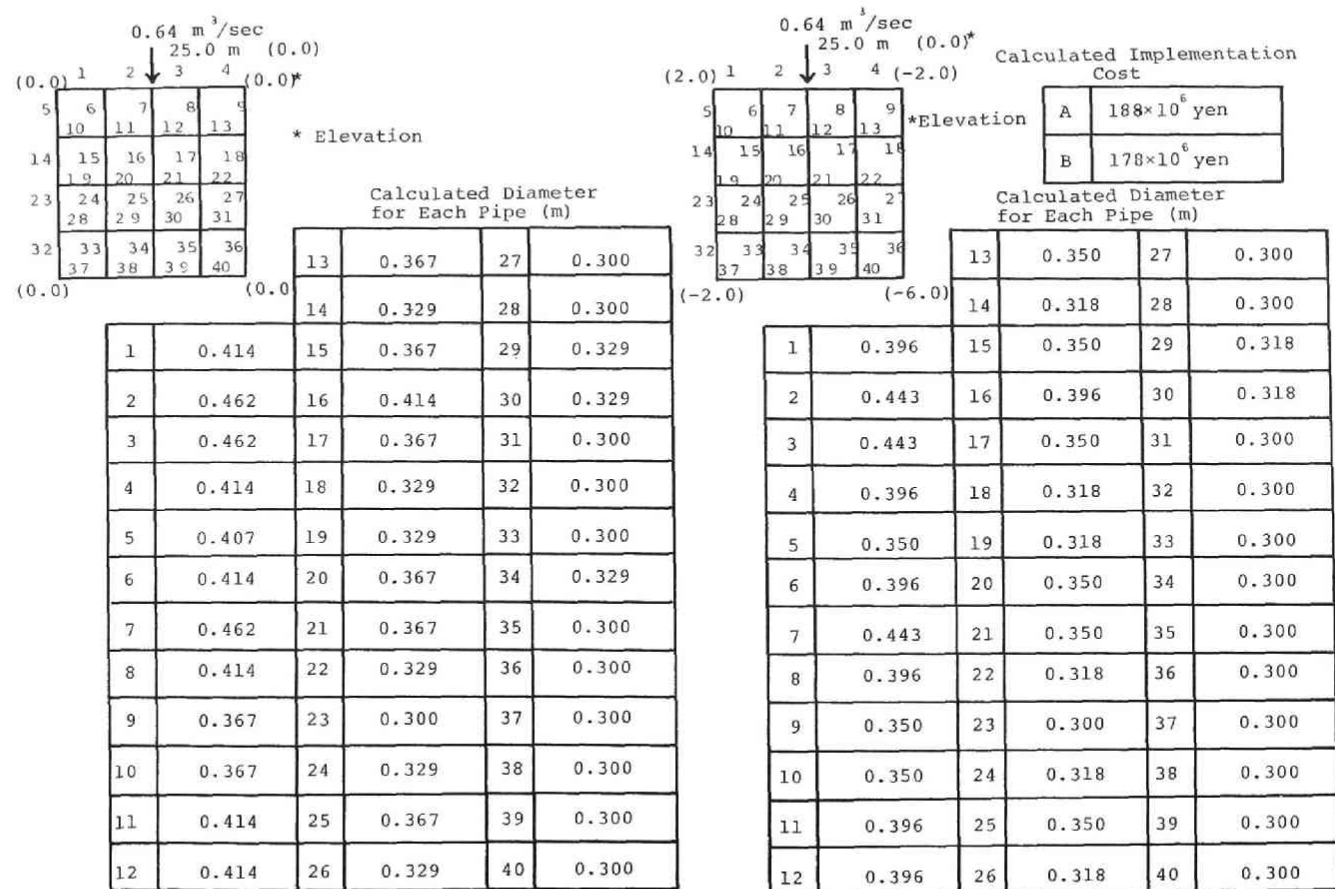 0.64 m³/sec
25.0 m (0.0)
(0.0) 1 2 3 4 (0.0)*
5 6 7 8 9
10 11 12 13
* Elevation
14 15 16 17 18
19 20 21 22
23 24 25 26 27
28 29 30 31
32 33 34 35 36
37 38 39 40
(0.0) (0.0
Calculated Diameter
for Each Pipe (m)
13 0.367 27 0.300
14 0.329 28 0.300
1 0.414 15 0.367 29 0.329
2 0.462 16 0.414 30 0.329
3 0.462 17 0.367 31 0.300
4 0.414 18 0.329 32 0.300
5 0.407 19 0.329 33 0.300
6 0.414 20 0.367 34 0.329
7 0.462 21 0.367 35 0.300
8 0.414 22 0.329 36 0.300
9 0.367 23 0.300 37 0.300
10 0.367 24 0.329 38 0.300
11 0.414 25 0.367 39 0.300
12 0.414 26 0.329 40 0.300
0.64 m³/sec
25.0 m (0.0)*
(2.0) 1 2 3 4 (-2.0)
5 6 7 8 9
10 11 12 13
*Elevation
14 15 16 17 18
19 20 21 22
23 24 25 26 27
28 29 30 31
32 33 34 35 36
37 38 39 40
(-2.0) (-6.0)
Calculated Implementation
Cost
A 188×10⁶ yen
B 178×10⁶ yen
Calculated Diameter
for Each Pipe (m)
13 0.350 27 0.300
14 0.318 28 0.300
1 0.396 15 0.350 29 0.318
2 0.443 16 0.396 30 0.318
3 0.443 17 0.350 31 0.300
4 0.396 18 0.318 32 0.300
5 0.350 19 0.318 33 0.300
6 0.396 20 0.350 34 0.300
7 0.443 21 0.350 35 0.300
8 0.396 22 0.318 36 0.300
9 0.350 23 0.300 37 0.300
10 0.350 24 0.318 38 0.300
11 0.396 25 0.350 39 0.300
12 0.396 26 0.318 40 0.300